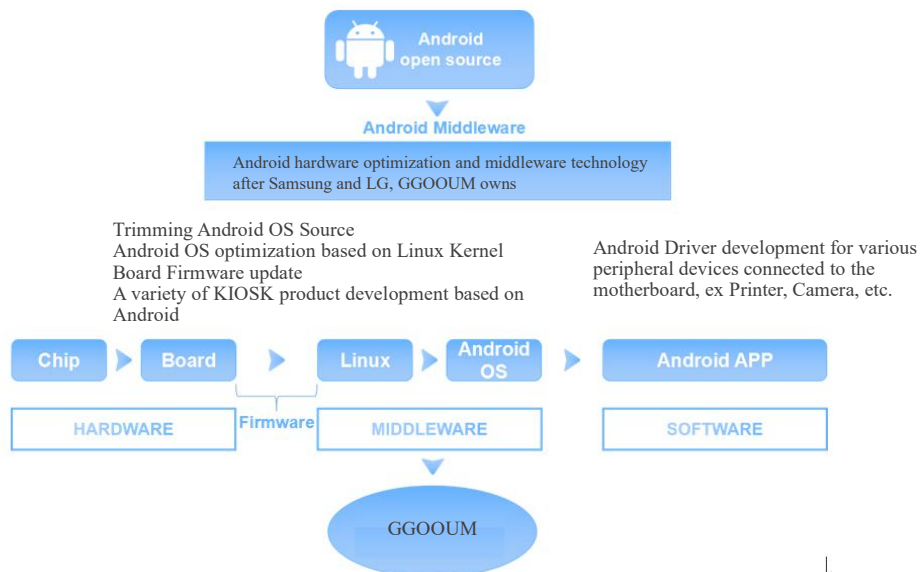 Android
open source
Android Middleware
Android hardware optimization and middleware technology
after Samsung and LG, GGOOUM owns
Trimming Android OS Source
Android OS optimization based on Linux Kernel
Board Firmware update
A variety of KIOSK product development based on
Android
Android Driver development for various
peripheral devices connected to the
motherboard, ex Printer, Camera, etc.
Chip
Board
Linux
Android
OS
Android APP
HARDWARE
Firmware
MIDDLEWARE
SOFTWARE
GGOOUM